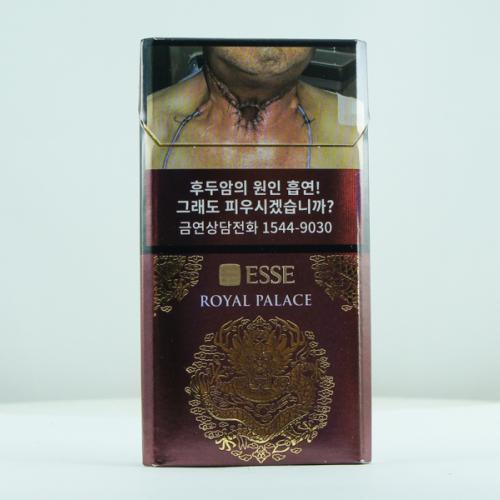 후두암의 원인 흡연!
그래도 피우시겠습니까?
금연상담전화 1544-9030
ESSE
ROYAL PALACE